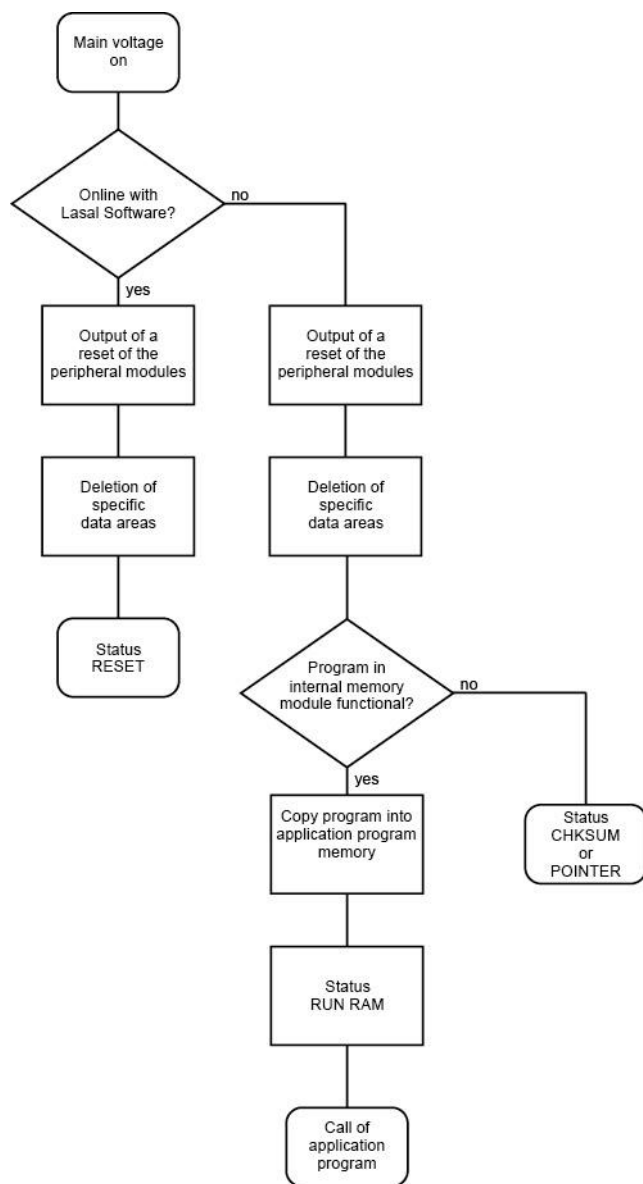 Main voltage
on
Online with
Lasal Software?
no
yes
Output of a
reset of the
peripheral modules
Output of a
reset of the
peripheral modules
Deletion of
specific
data areas
Deletion of
specific
data areas
Status
RESET
Program in
internal memory
module functional?
no
yes
Copy program into
application program
memory
Status
CHKSUM
or
POINTER
Status
RUN RAM
Call of
application
program